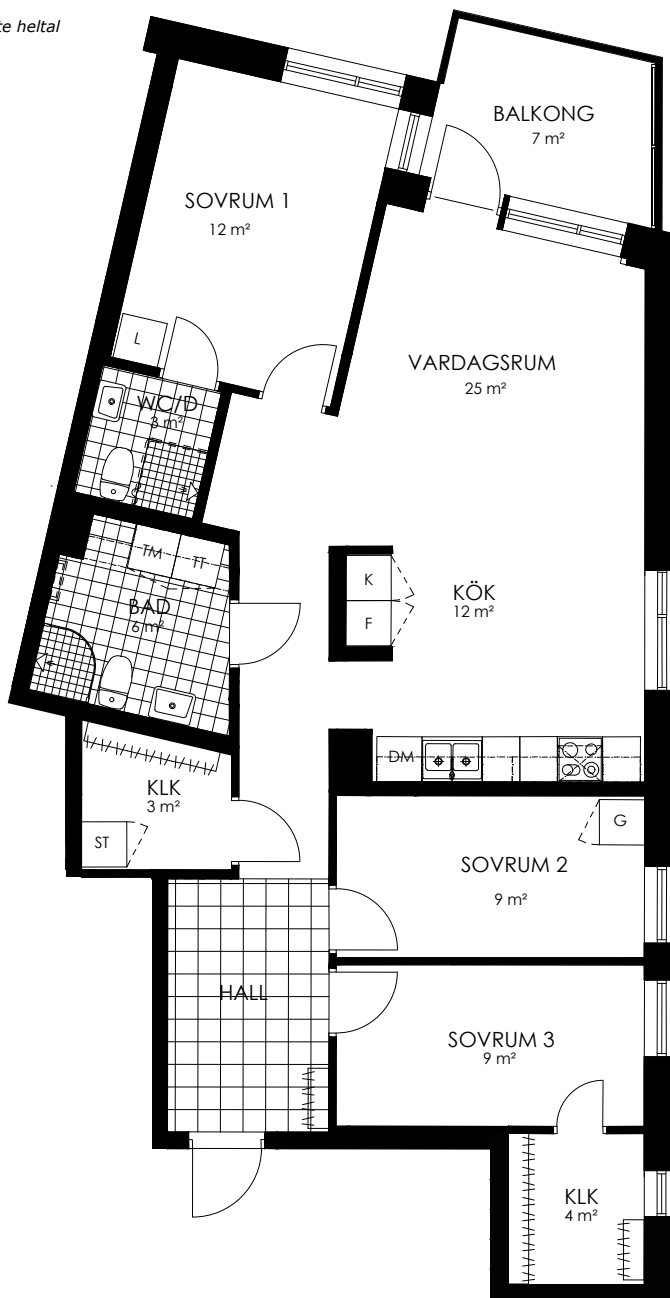 te heltal
BALKONG
7 m²
SOVRUM 1
12 m²
L
VARDAGSRUM
25 m²
WC/D
3 m²
TM
TT
K
F
KÖK
12 m²
BAD
6 m²
DM
KLK
3 m²
ST
G
SOVRUM 2
9 m²
HALL
SOVRUM 3
9 m²
KLK
4 m²